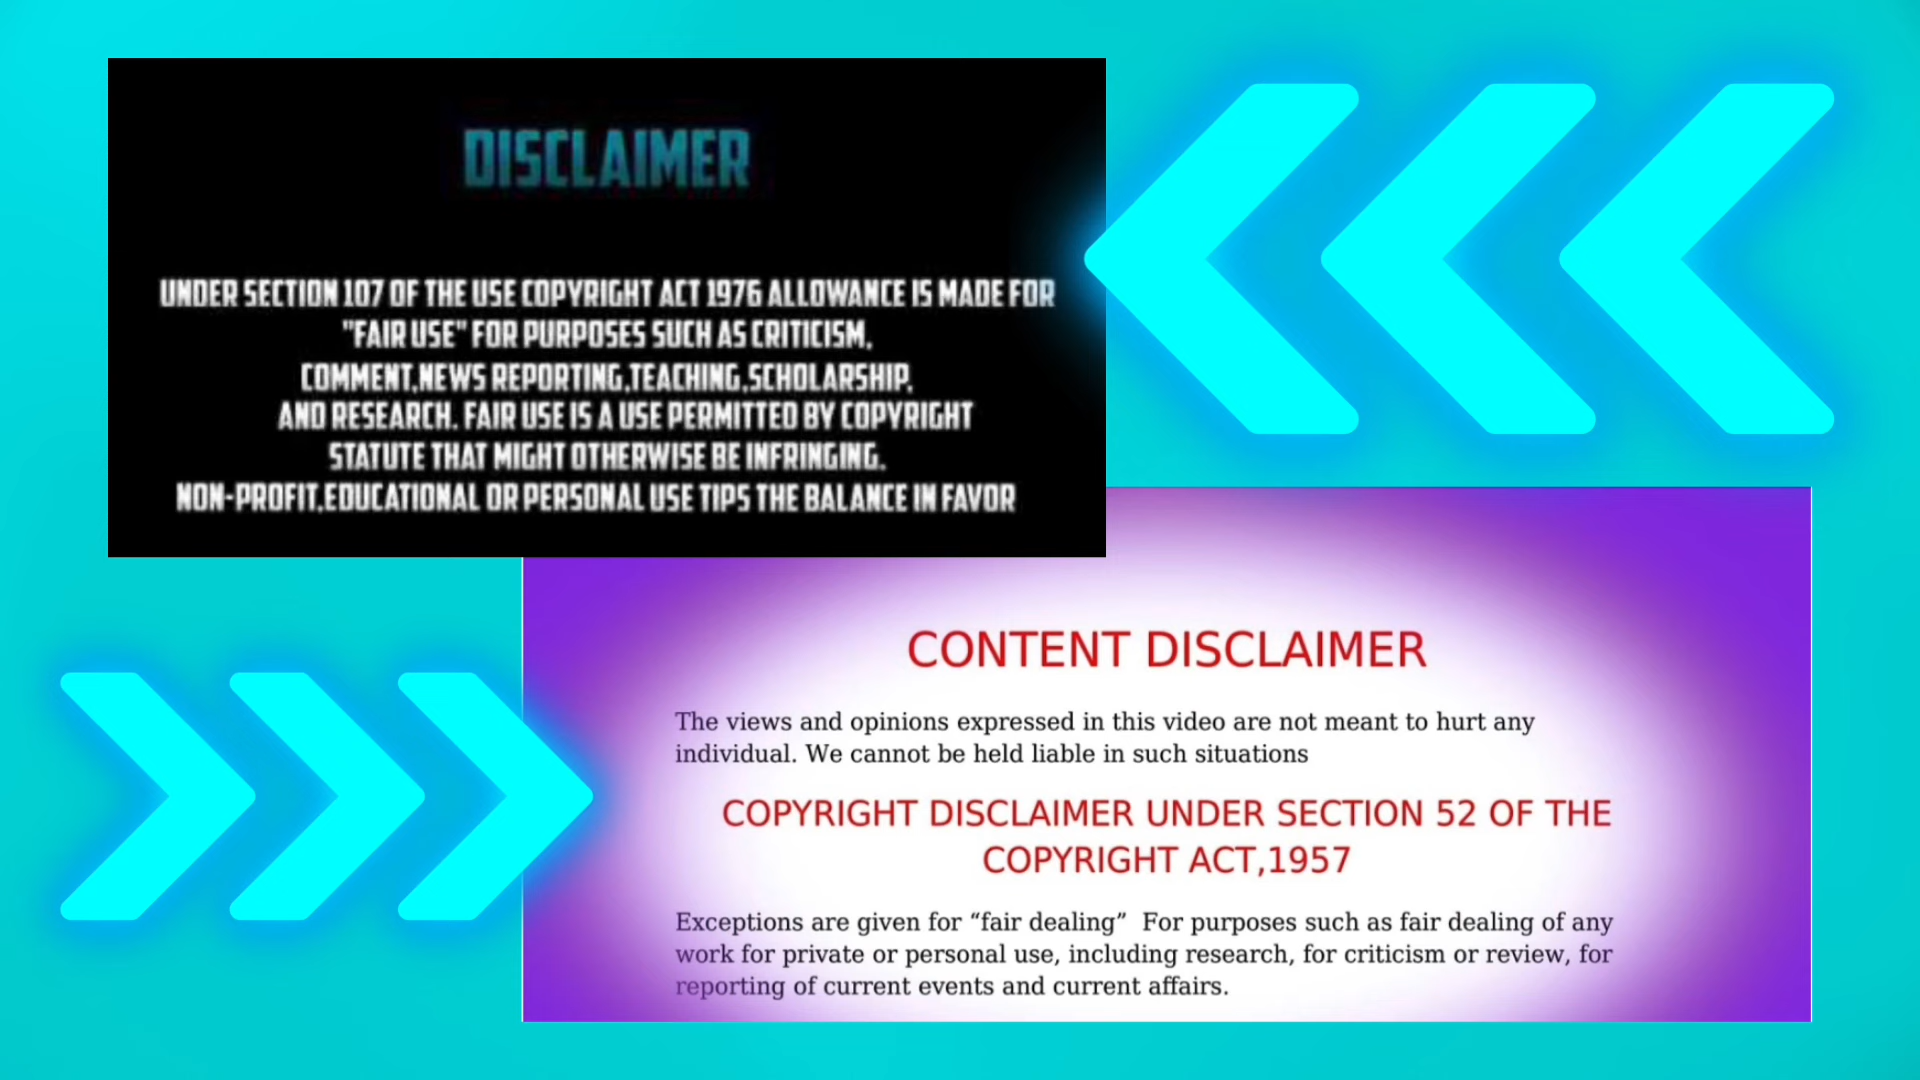 DISCLAIMER
UNDER SECTION 107 OF THE USE COPYRIGHT ACT 1976 ALLOWANCE IS MADE FOR
"FAIR USE" FOR PURPOSES SUCH AS CRITICISM,
COMMENT,NEWS REPORTING,TEACHING,SCHOLARSHIP,
AND RESEARCH. FAIR USE IS A USE PERMITTED BY COPYRIGHT
STATUTE THAT MIGHT OTHERWISE BE INFRINGING.
NON-PROFIT,EDUCATIONAL OR PERSONAL USE TIPS THE BALANCE IN FAVOR
CONTENT DISCLAIMER
The views and opinions expressed in this video are not meant to hurt any
individual. We cannot be held liable in such situations
COPYRIGHT DISCLAIMER UNDER SECTION 52 OF THE
COPYRIGHT ACT,1957
Exceptions are given for “fair dealing”  For purposes such as fair dealing of any
work for private or personal use, including research, for criticism or review, for
reporting of current events and current affairs.